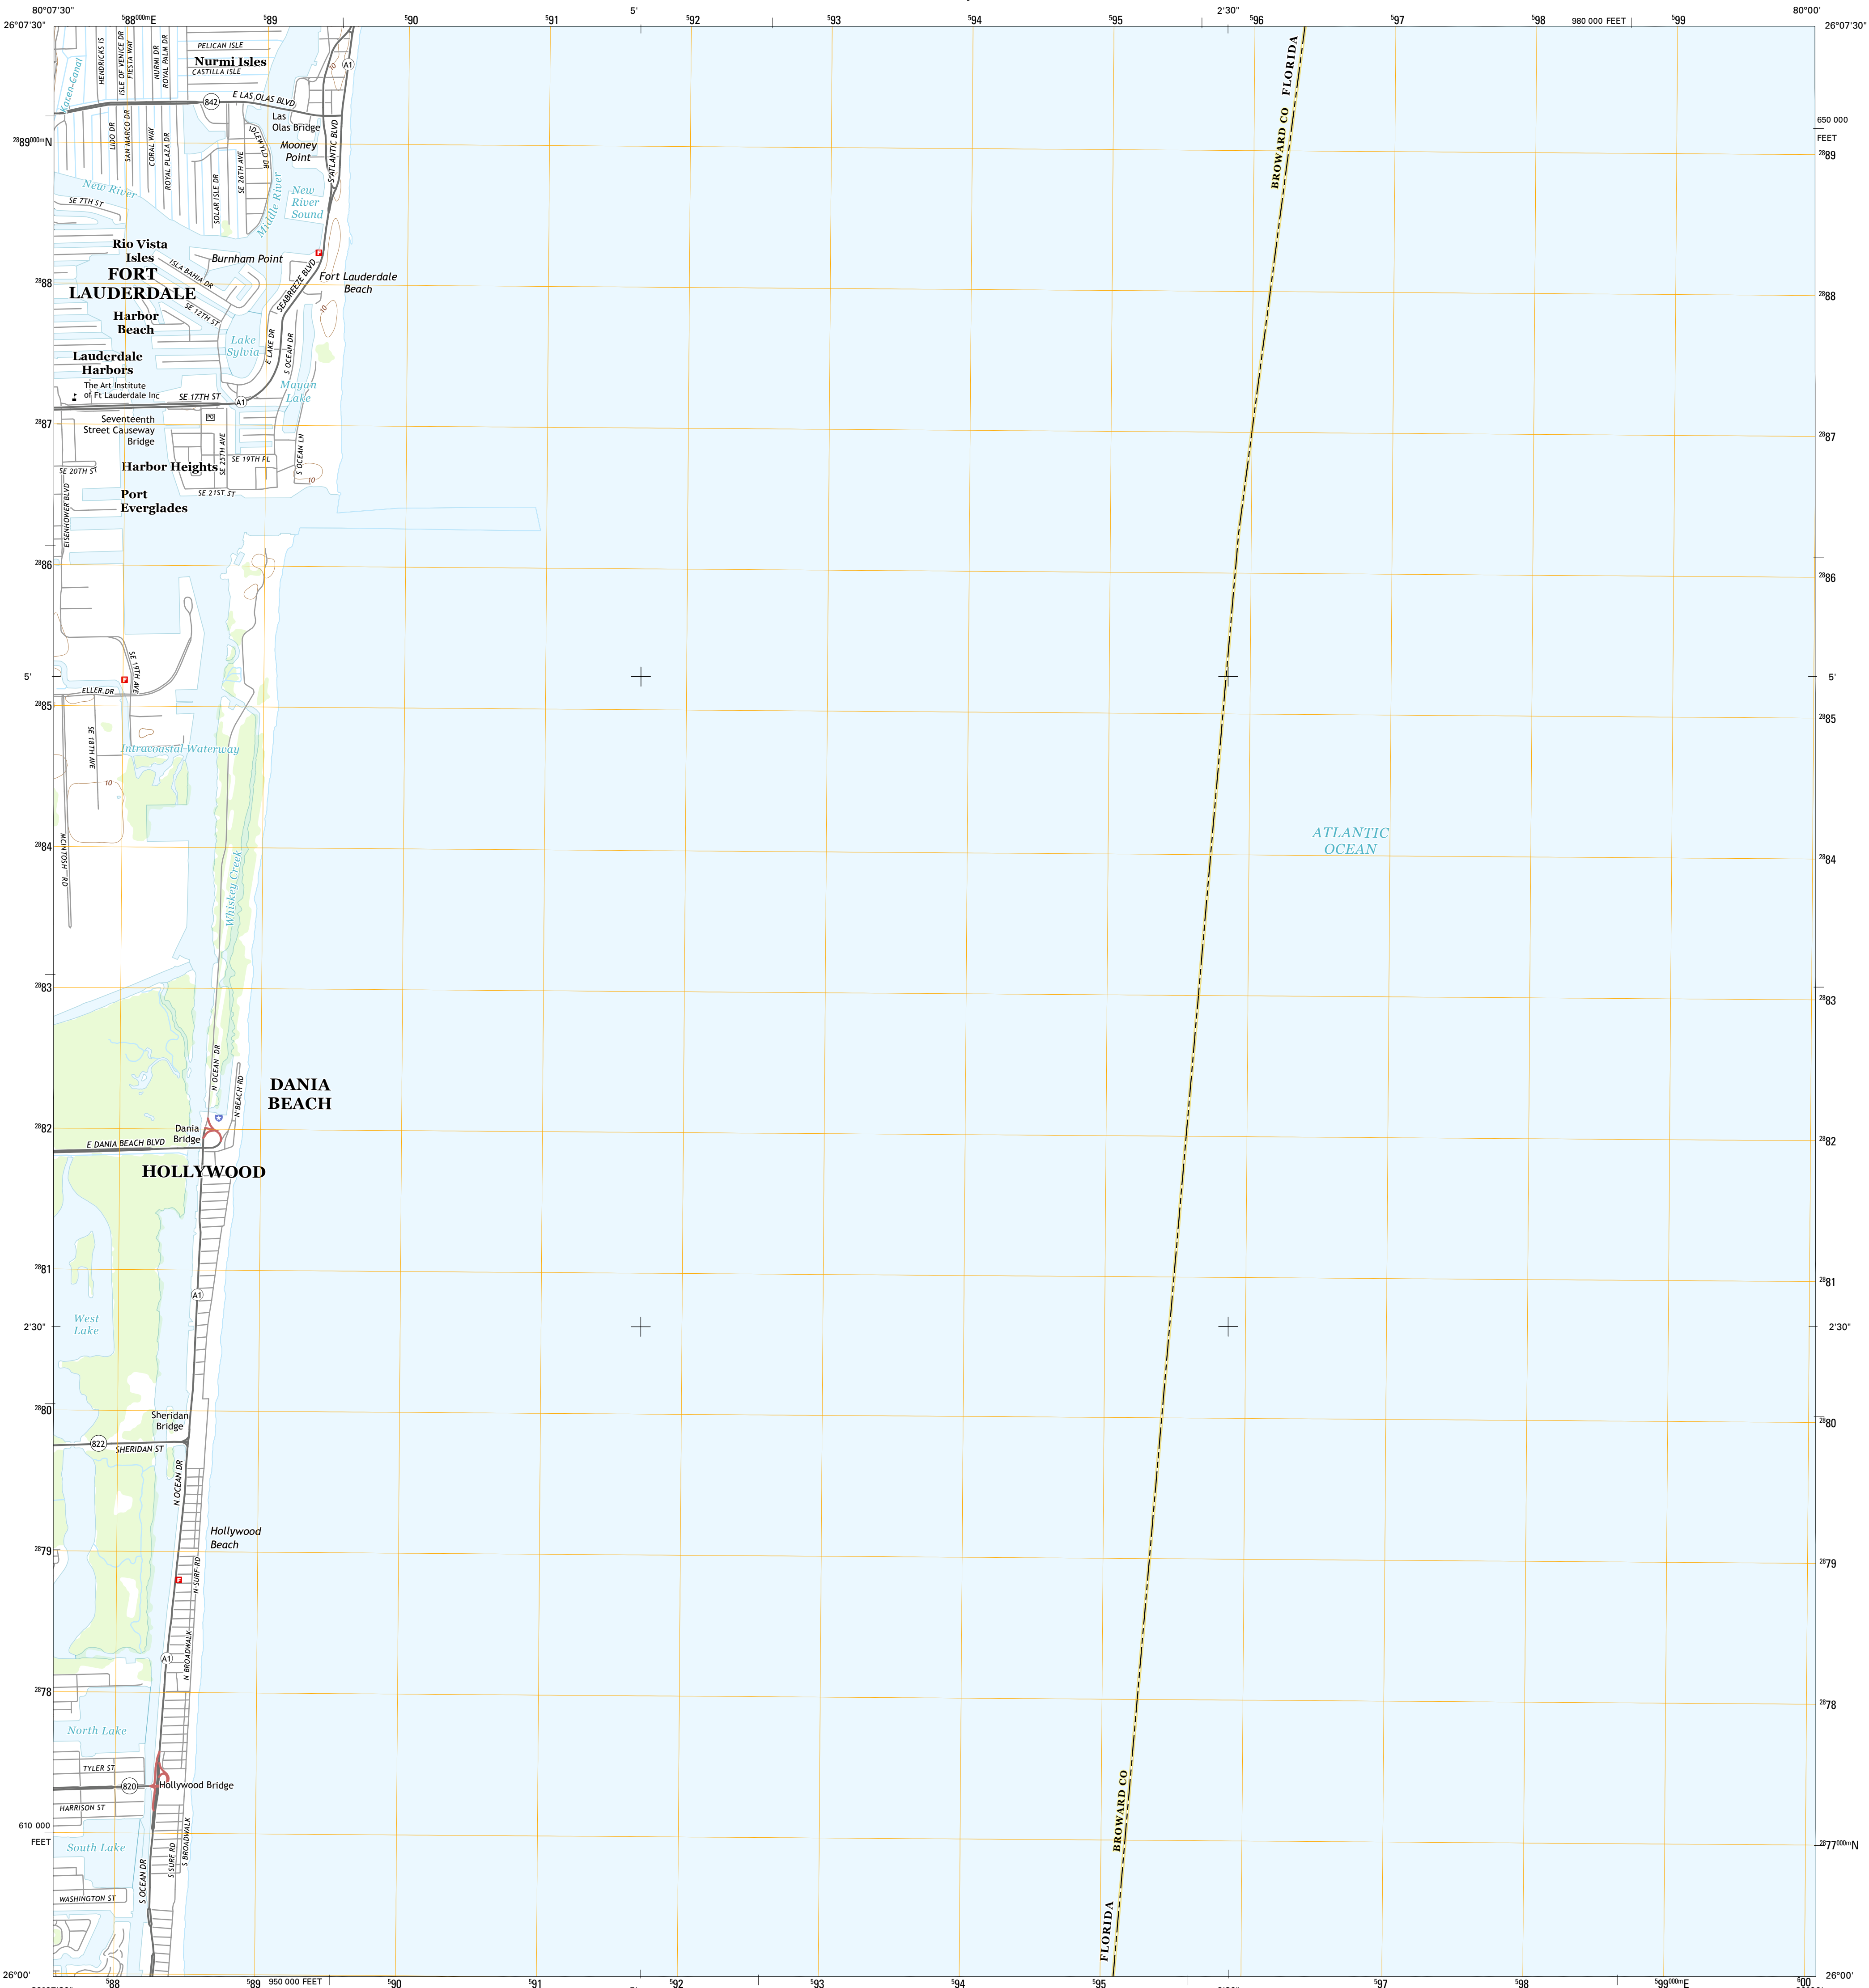 80°07'30"
⁵88⁰⁰⁰ᵐE
⁵89
⁵90
⁵91
5'
⁵92
⁵93
⁵94
⁵95
2'30"
⁵96
⁵97
⁵98
980 000 FEET
⁵99
80°00'
26°07'30"
26°07'30"
HENDRICKS IS
ISLE OF VENICE DR
FIESTA WAY
NURMI DR
ROYAL PALM DR
PELICAN ISLE
Nurmi Isles
CASTILLA ISLE
Karen Canal
10
A1
FLORIDA
BROWARD CO
842
E LAS OLAS BLVD
Las
Olas Bridge
LIDO DR
SAN MARCO DR
CORAL WAY
ROYAL PLAZA DR
IDLEWYLD DR
S ATLANTIC BLVD
650 000
FEET
²⁸89⁰⁰⁰ᵐN
²⁸89
Mooney
Point
SE 26TH AVE
SOLAR ISLE DR
Middle River
New River
New
River
Sound
SE 7TH ST
Rio Vista
Isles
Burnham Point
ISLA BAHIA DR
FORT
LAUDERDALE
Fort Lauderdale
Beach
SEABREEZE BLVD
²⁸88
²⁸88
SE 12TH ST
10
Harbor
Beach
Lake
Sylvia
E LAKE DR
S OCEAN DR
Lauderdale
Harbors
Mayan
Lake
The Art Institute
of Ft Lauderdale Inc
SE 17TH ST
A1
PO
²⁸87
²⁸87
Seventeenth
Street Causeway
Bridge
SE 25TH AVE
S OCEAN LN
SE 19TH PL
Harbor Heights
SE 20TH ST
10
SE 21ST ST
Port
Everglades
EISENHOWER BLVD
²⁸86
²⁸86
SE 19TH AVE
5'
5'
F
ELLER DR
²⁸85
²⁸85
SE 18TH AVE
Intracoastal Waterway
10
MCINTOSH RD
ATLANTIC
OCEAN
²⁸84
²⁸84
Whiskey Creek
²⁸83
²⁸83
N OCEAN DR
N BEACH RD
DANIA
BEACH
Dania
Bridge
²⁸82
²⁸82
E DANIA BEACH BLVD
HOLLYWOOD
²⁸81
²⁸81
A1
West
Lake
2'30"
2'30"
²⁸80
²⁸80
Sheridan
Bridge
822
SHERIDAN ST
N OCEAN DR
Hollywood
Beach
²⁸79
²⁸79
N SURF RD
F
N BROADWALK
A1
²⁸78
²⁸78
North Lake
TYLER ST
820
Hollywood Bridge
HARRISON ST
BROWARD CO
610 000
FEET
²⁸77⁰⁰⁰ᵐN
South Lake
S SURF RD
S BROADWALK
S OCEAN DR
WASHINGTON ST
FLORIDA
26°00'
26°00'
⁵88
⁵89
950 000 FEET
⁵90
⁵91
⁵92
⁵93
⁵94
⁵95
⁵97
⁵98
⁵99⁰⁰⁰ᵐE
⁶00